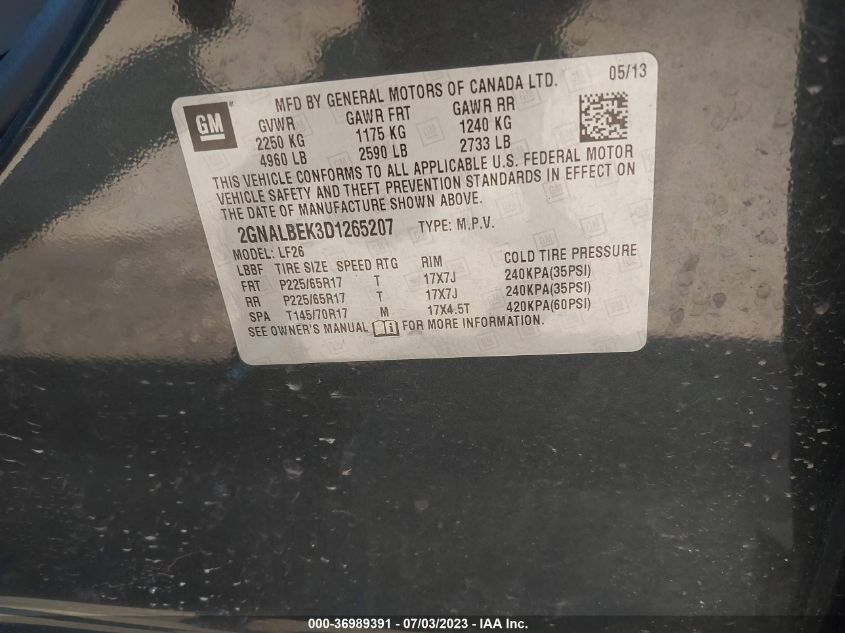 GM
MFD BY GENERAL MOTORS OF CANADA LTD. 05/13
GVWR GAWR FRT GAWR RR
2250 KG 1175 KG 1240 KG
4960 LB 2590 LB 2733 LB
THIS VEHICLE CONFORMS TO ALL APPLICABLE U.S. FEDERAL MOTOR
VEHICLE SAFETY AND THEFT PREVENTION STANDARDS IN EFFECT ON
THE DATE OF MANUFACTURE SHOWN ABOVE.
2GNALBEK3D1265207 TYPE: M.P.V.
MODEL: LF26
LBBF TIRE SIZE SPEED RTG RIM COLD TIRE PRESSURE
FRT P225/65R17 T 17X7J 240KPA(35PSI)
RR P225/65R17 T 17X7J 240KPA(35PSI)
SPA T145/70R17 M 17X4.5T 420KPA(60PSI)
SEE OWNER'S MANUAL FOR MORE INFORMATION.
000-36989391 - 07/03/2023 - IAA Inc.